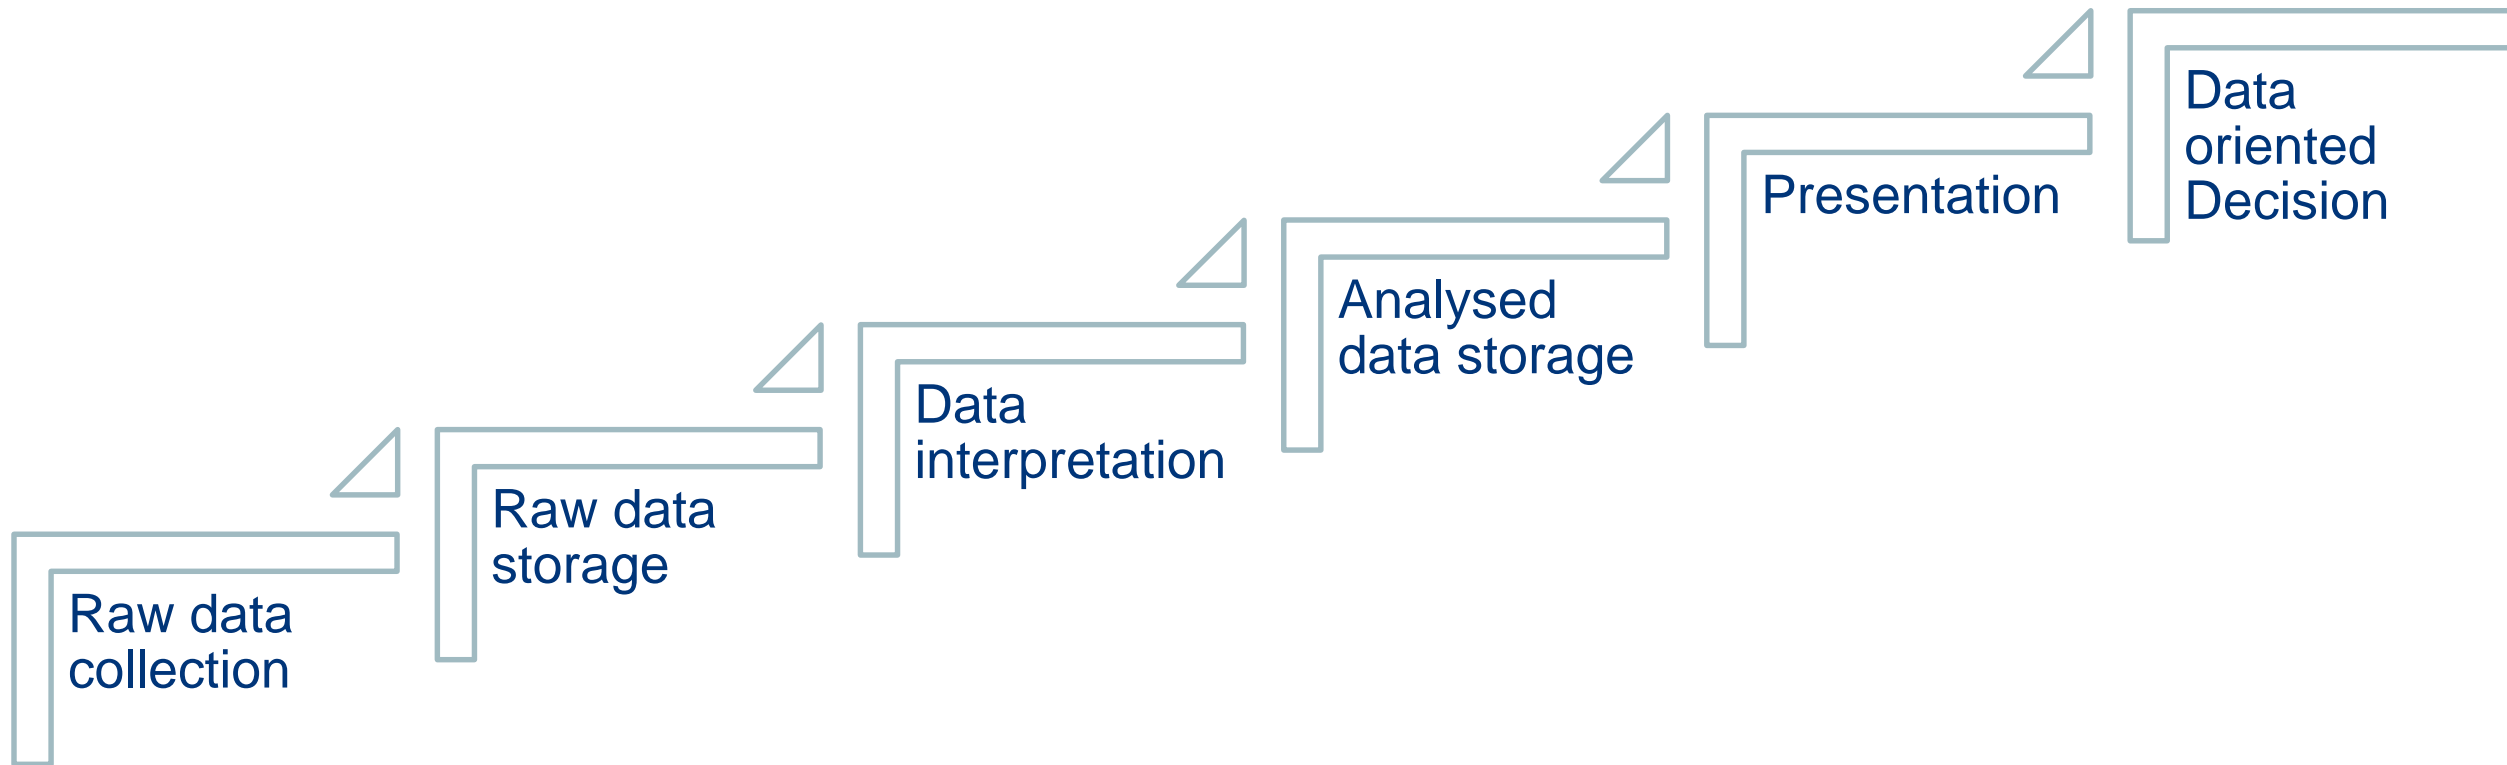 Raw data
collection
Raw data
storage
Data
interpretation
Analysed
data storage
Presentation
Data
oriented
Decision